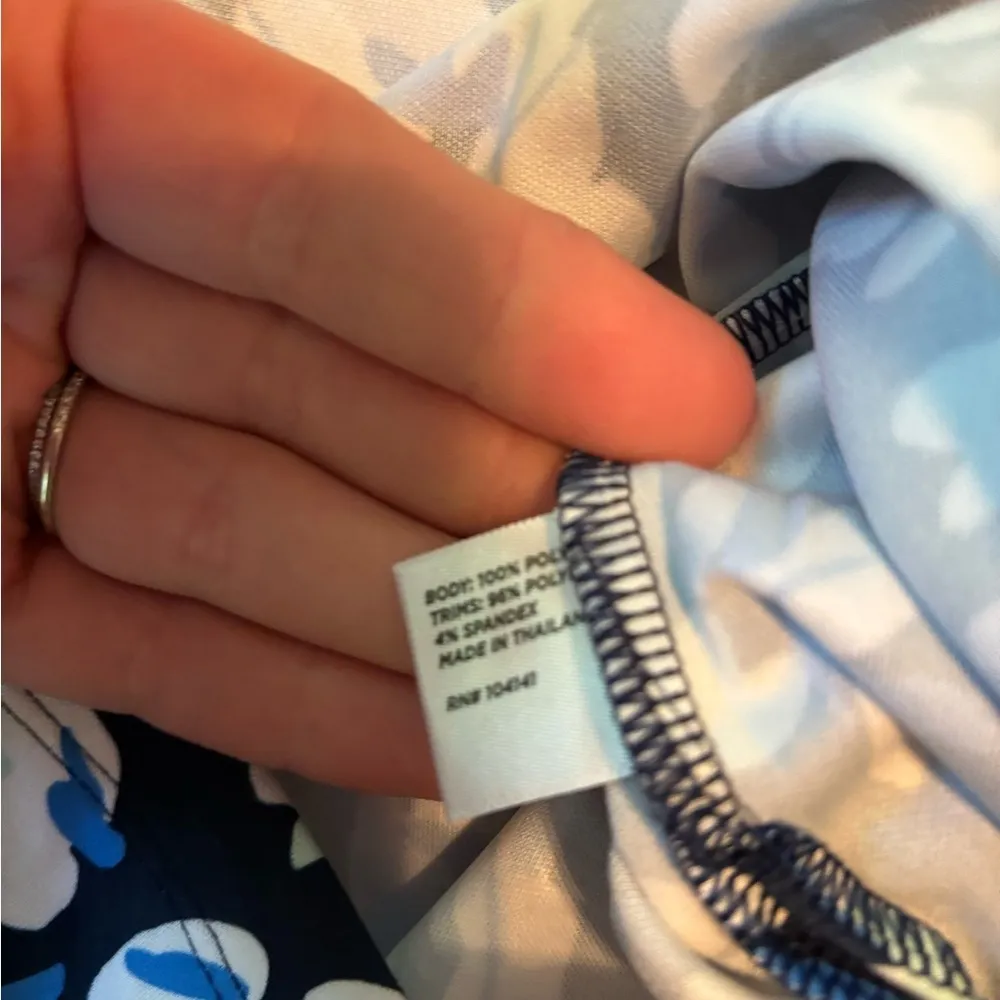 BODY: 100% POLY
TRIMS: 96% POLY
4% SPANDEX
MADE IN THAILAN
RN# 104141